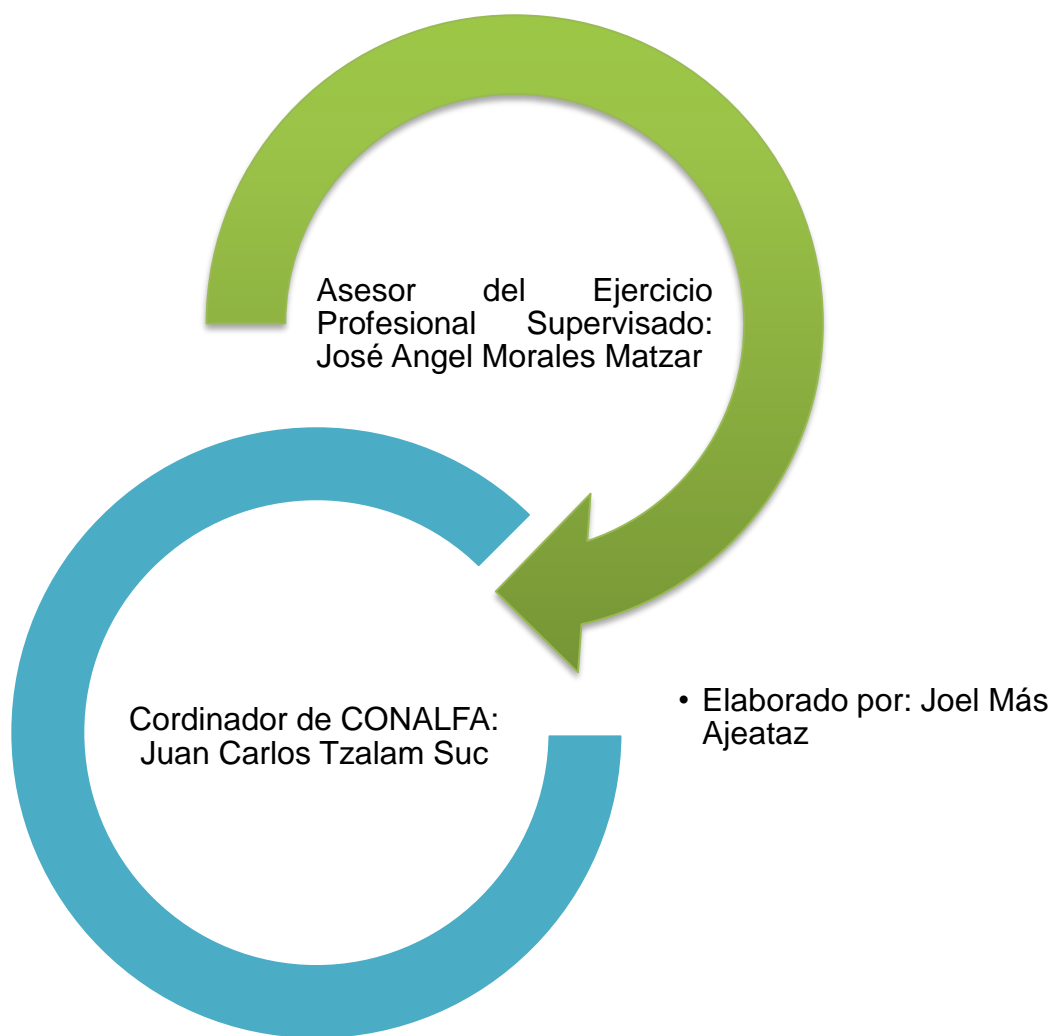 Asesor del Ejercicio
Profesional Supervisado:
José Angel Morales Matzar
Cordinador de CONALFA:
Juan Carlos Tzalam Suc
• Elaborado por: Joel Más
Ajeataz